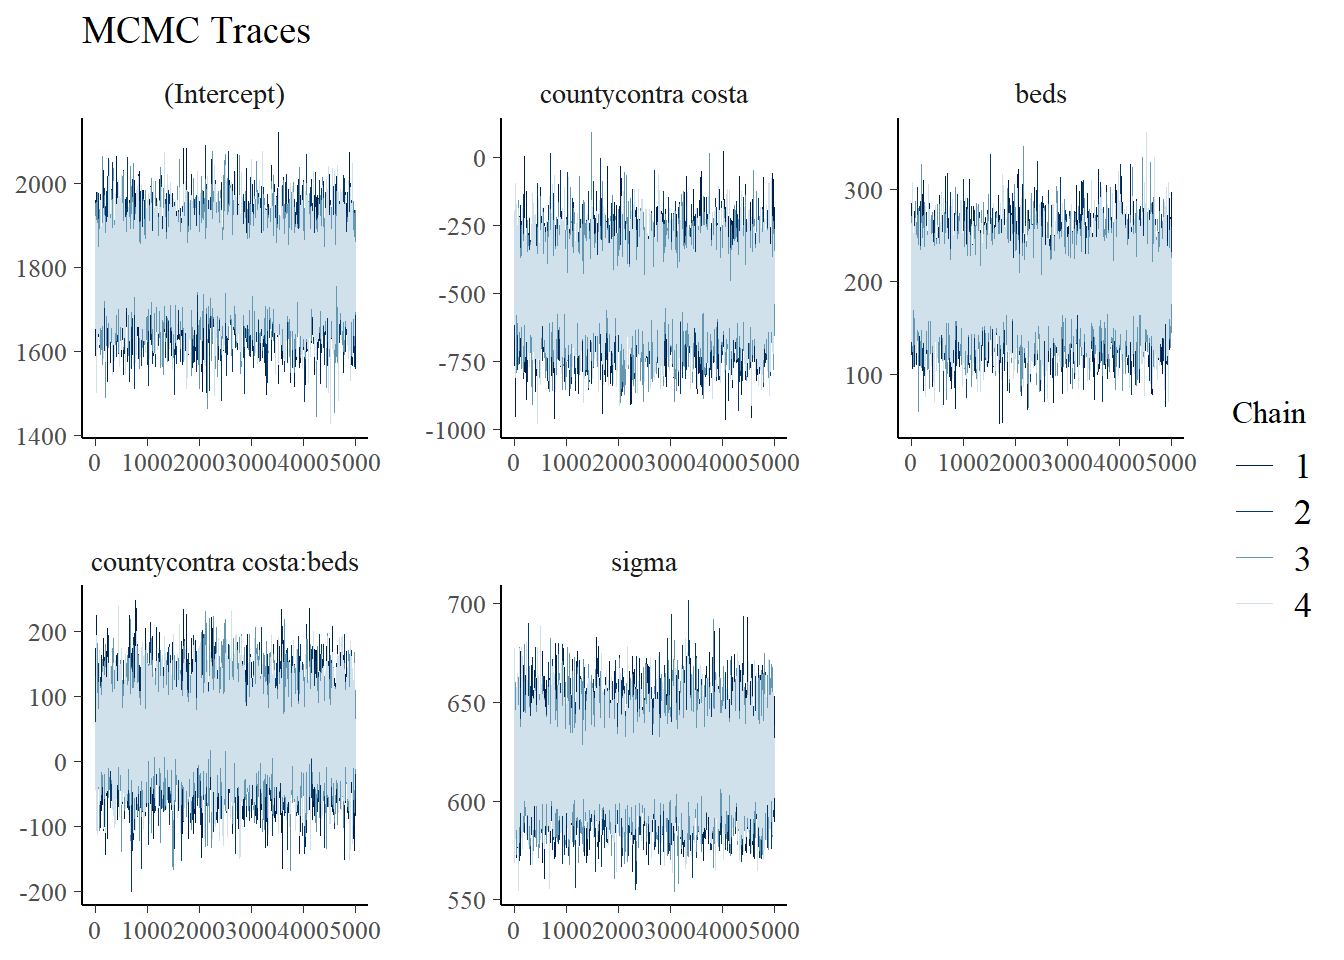 MCMC Traces
(Intercept)
countycontra costa
beds
2000
1800
1600
1400
0 1000 2000 3000 4000 5000
0
-250
-500
-750
-1000
0 1000 2000 3000 4000 5000
300
200
100
0 1000 2000 3000 4000 5000
Chain
1
2
3
4
countycontra costa:beds
sigma
200
100
0
-100
-200
0 1000 2000 3000 4000 5000
700
650
600
550
0 1000 2000 3000 4000 5000